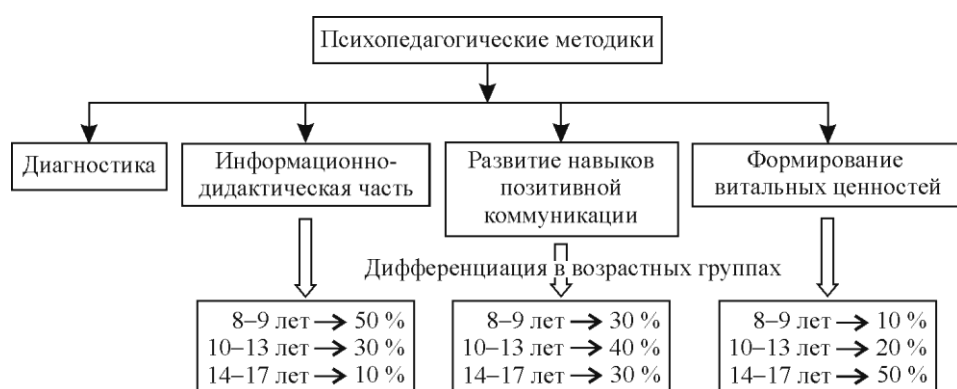 Психопедагогические методики
Диагностика
Информационно-
дидактическая часть
Развитие навыков
позитивной
коммуникации
Формирование
витальных ценностей
Дифференциация в возрастных группах
8–9 лет → 50 %
10–13 лет → 30 %
14–17 лет → 10 %
8–9 лет → 30 %
10–13 лет → 40 %
14–17 лет → 30 %
8–9 лет → 10 %
10–13 лет → 20 %
14–17 лет → 50 %